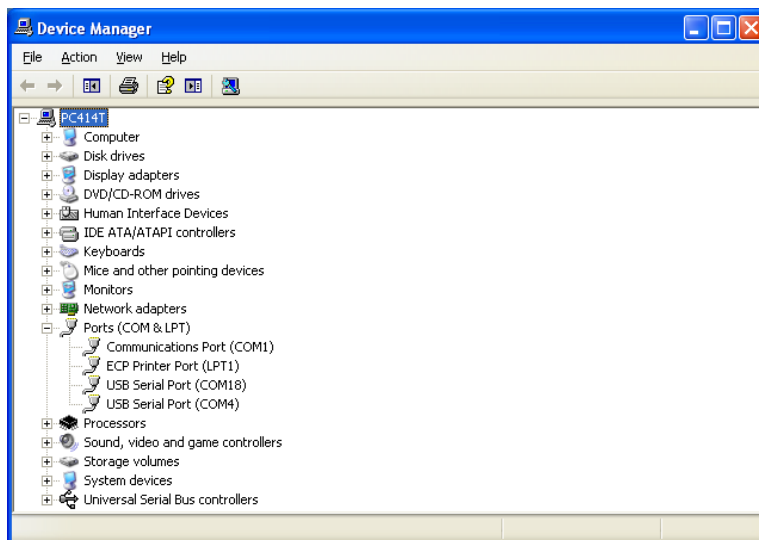 Device Manager
File Action View Help
PC414T
Computer
Disk drives
Display adapters
DVD/CD-ROM drives
Human Interface Devices
IDE ATA/ATAPI controllers
Keyboards
Mice and other pointing devices
Monitors
Network adapters
Ports (COM & LPT)
Communications Port (COM1)
ECP Printer Port (LPT1)
USB Serial Port (COM18)
USB Serial Port (COM4)
Processors
Sound, video and game controllers
Storage volumes
System devices
Universal Serial Bus controllers